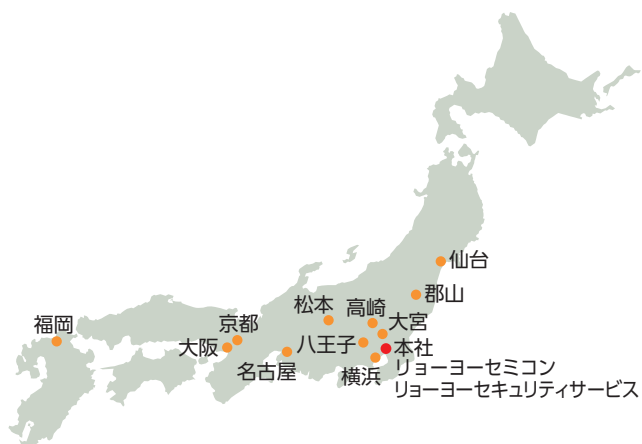 仙台
郡山
松本
高崎
大宮
福岡
京都
大阪
八王子
本社
名古屋
横浜
リョーヨーセミコン
リョーヨーセキュリティサービス